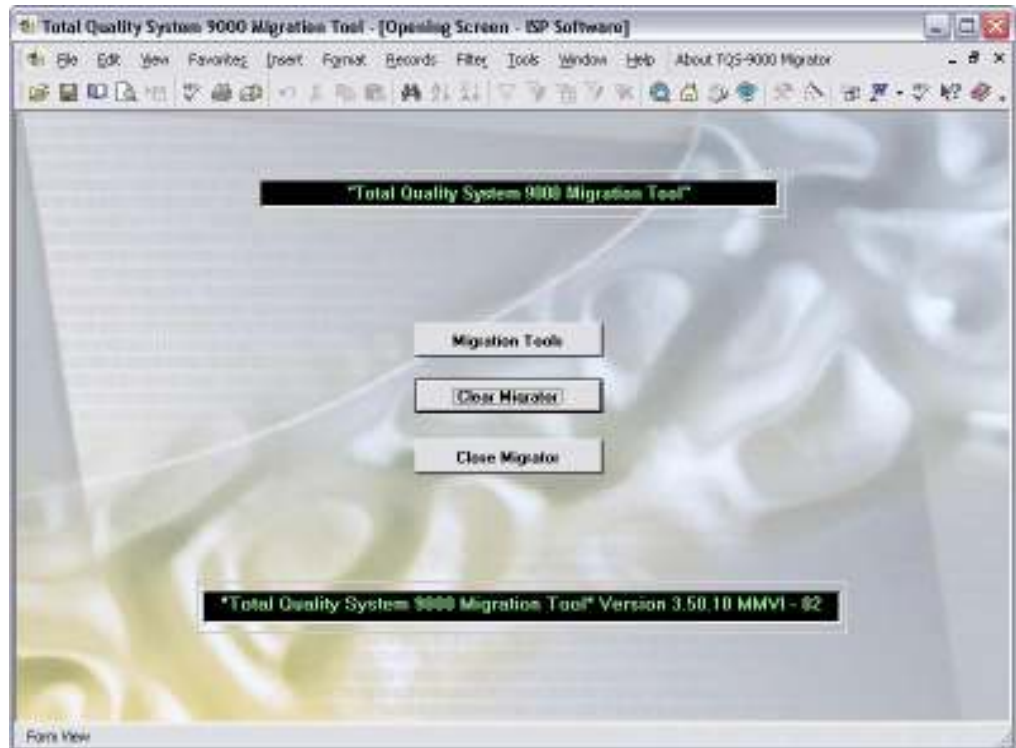 Total Quality System 9000 Migration Tool - [Opening Screen - ISP Software]
File Edit View Favorites Insert Format Records Filter Tools Window Help About TQS-9000 Migrator
"Total Quality System 9000 Migration Tool"
Migration Tools
Clear Migrator
Close Migrator
"Total Quality System 9000 Migration Tool" Version 3.50.10 MMVI - 02
Form View